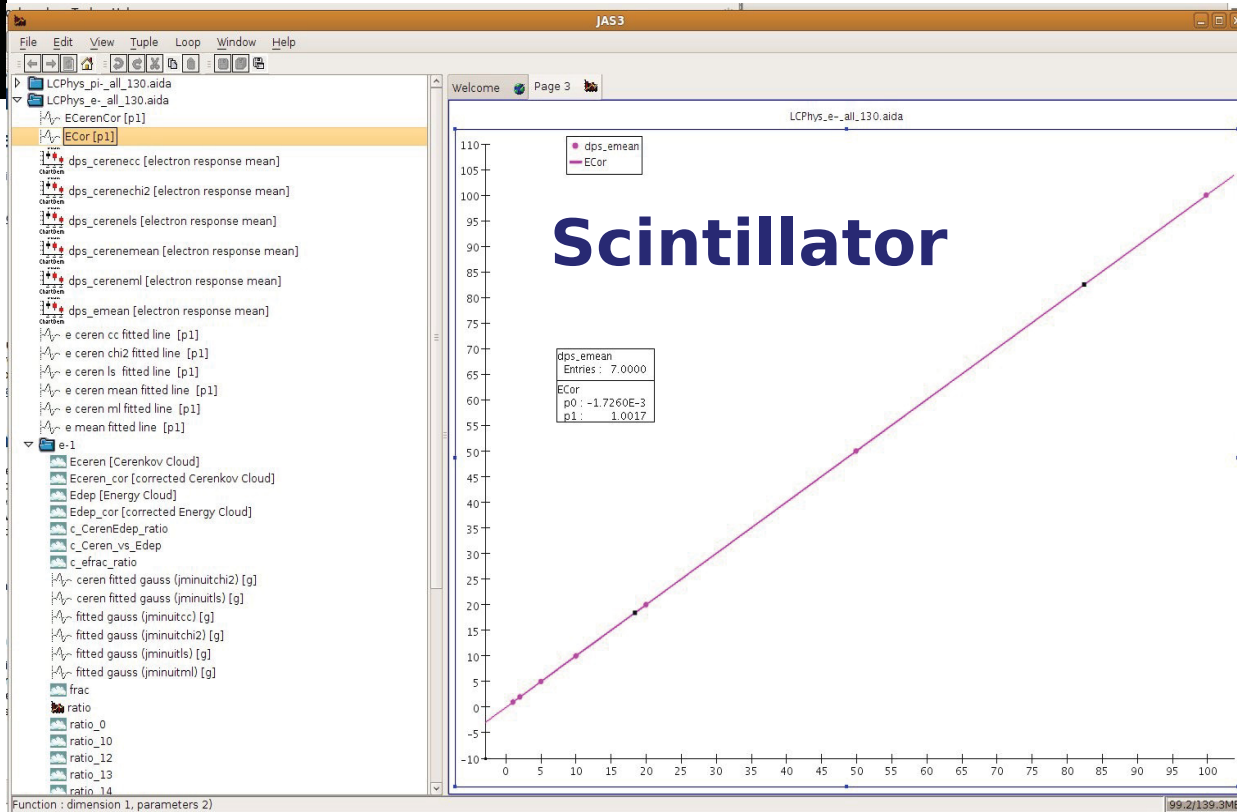 JAS3
File Edit View Tuple Loop Window Help
LCPhys_pi-_all_130.aida
LCPhys_e-_all_130.aida
ECerenCor [p1]
ECor [p1]
dps_cerenecc [electron response mean]
dps_cerenechi2 [electron response mean]
dps_cerenels [electron response mean]
dps_cerenemean [electron response mean]
dps_cereneml [electron response mean]
dps_emean [electron response mean]
e ceren cc fitted line [p1]
e ceren chi2 fitted line [p1]
e ceren ls fitted line [p1]
e ceren mean fitted line [p1]
e ceren ml fitted line [p1]
e mean fitted line [p1]
e-1
Eceren [Cerenkov Cloud]
Eceren_cor [corrected Cerenkov Cloud]
Edep [Energy Cloud]
Edep_cor [corrected Energy Cloud]
c_CerenEdep_ratio
c_Ceren_vs_Edep
c_efrac_ratio
ceren fitted gauss (jminuitchi2) [g]
ceren fitted gauss (jminuitls) [g]
fitted gauss (jminuitcc) [g]
fitted gauss (jminuitchi2) [g]
fitted gauss (jminuitls) [g]
fitted gauss (jminuitml) [g]
frac
ratio
ratio_0
ratio_10
ratio_12
ratio_13
ratio_14
Welcome Page 3
LCPhys_e-_all_130.aida
dps_emean
ECor
Scintillator
dps_emean
Entries : 7.0000
ECor
p0 : -1.7260E-3
p1 : 1.0017
110
105
100
95
90
85
80
75
70
65
60
55
50
45
40
35
30
25
20
15
10
5
0
-5
-10
0 5 10 15 20 25 30 35 40 45 50 55 60 65 70 75 80 85 90 95 100
Function : dimension 1, parameters 2)
99.2/139.3MB